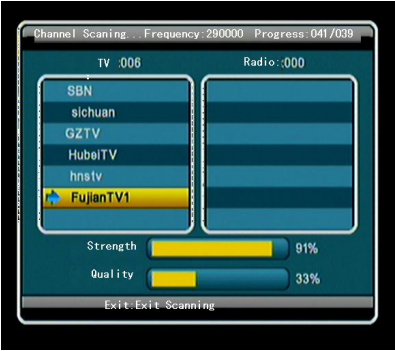 Channel Scaning... Frequency:290000 Progress:041/039
TV :006
Radio::000
SBN
sichuan
GZTV
HubeiTV
hnstv
FujianTV1
Strength 91%
Quality 33%
Exit:Exit Scanning